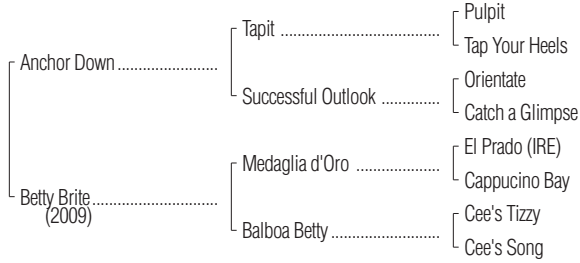 Pulpit
Tapit ........................
Tap Your Heels
Anchor Down ........................
Orientate
Successful Outlook ..............
Catch a Glimpse
El Prado (IRE)
Medaglia d'Oro ....................
Cappucino Bay
Betty Brite ..............................
(2009)
Cee's Tizzy
Balboa Betty ..........................
Cee's Song